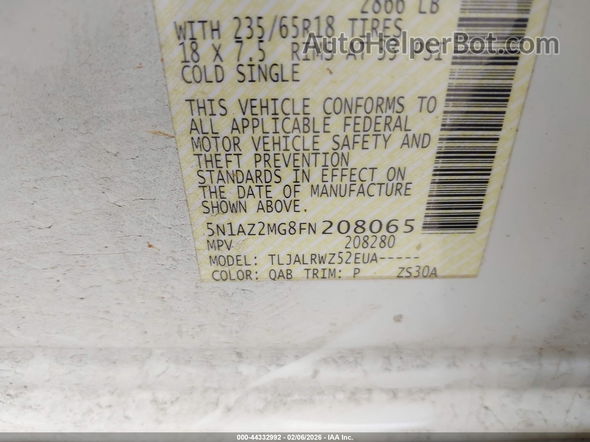 2866 LB
WITH 235/65R18 TIRES
18 X 7.5 RIMS AT
COLD SINGLE
AutoHelperBot.com
THIS VEHICLE CONFORMS TO
ALL APPLICABLE FEDERAL
MOTOR VEHICLE SAFETY AND
THEFT PREVENTION
STANDARDS IN EFFECT ON
THE DATE OF MANUFACTURE
SHOWN ABOVE.
5N1AZ2MG8FN208065
MPV 208280
MODEL: TLJALRWZ52EUA-----
COLOR: QAB TRIM: P ZS30A
000-44332992 - 02/06/2026 - IAA Inc.